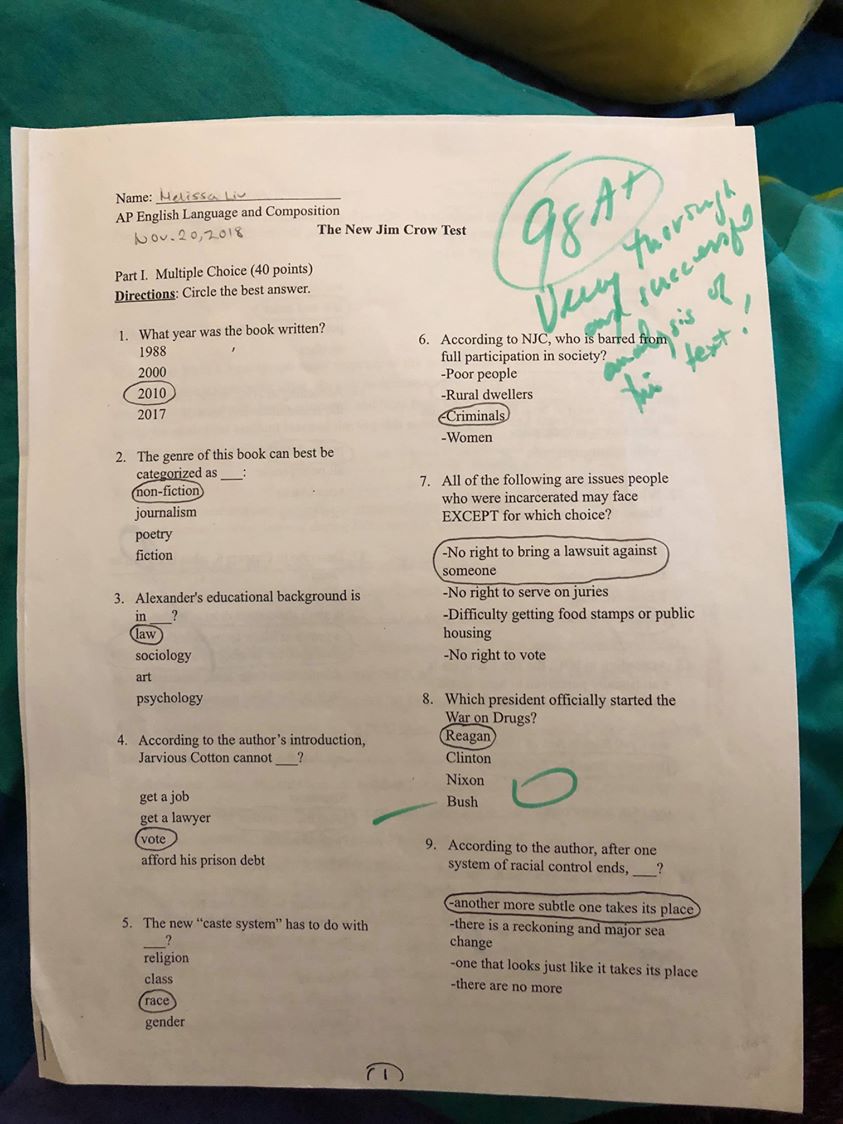 Name: Melissa Liu
AP English Language and Composition
Nov. 20, 2018
The New Jim Crow Test
98 A+
Very thorough
and successful
analysis of
this text!
Part I. Multiple Choice (40 points)
Directions: Circle the best answer.
1. What year was the book written?
1988
2000
2010
2017
2. The genre of this book can best be
categorized as ___:
non-fiction
journalism
poetry
fiction
3. Alexander's educational background is
in ___?
law
sociology
art
psychology
4. According to the author's introduction,
Jarvious Cotton cannot ___?
get a job
get a lawyer
vote
afford his prison debt
5. The new “caste system” has to do with
___?
religion
class
race
gender
6. According to NJC, who is barred from
full participation in society?
-Poor people
-Rural dwellers
-Criminals
-Women
7. All of the following are issues people
who were incarcerated may face
EXCEPT for which choice?
-No right to bring a lawsuit against
someone
-No right to serve on juries
-Difficulty getting food stamps or public
housing
-No right to vote
8. Which president officially started the
War on Drugs?
Reagan
Clinton
Nixon
Bush
9. According to the author, after one
system of racial control ends, ___?
-another more subtle one takes its place
-there is a reckoning and major sea
change
-one that looks just like it takes its place
-there are no more
1